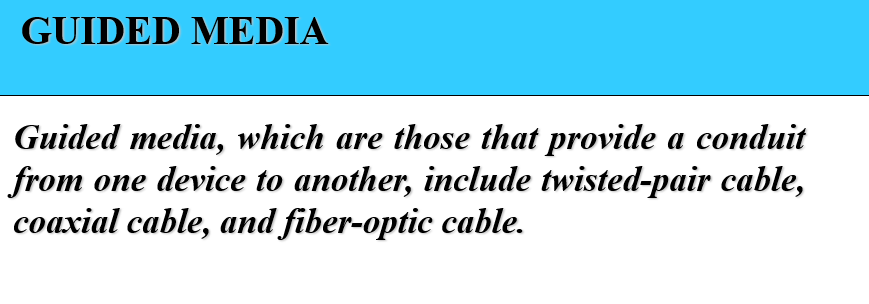 GUIDED MEDIA
Guided media, which are those that provide a conduit
from one device to another, include twisted-pair cable,
coaxial cable, and fiber-optic cable.